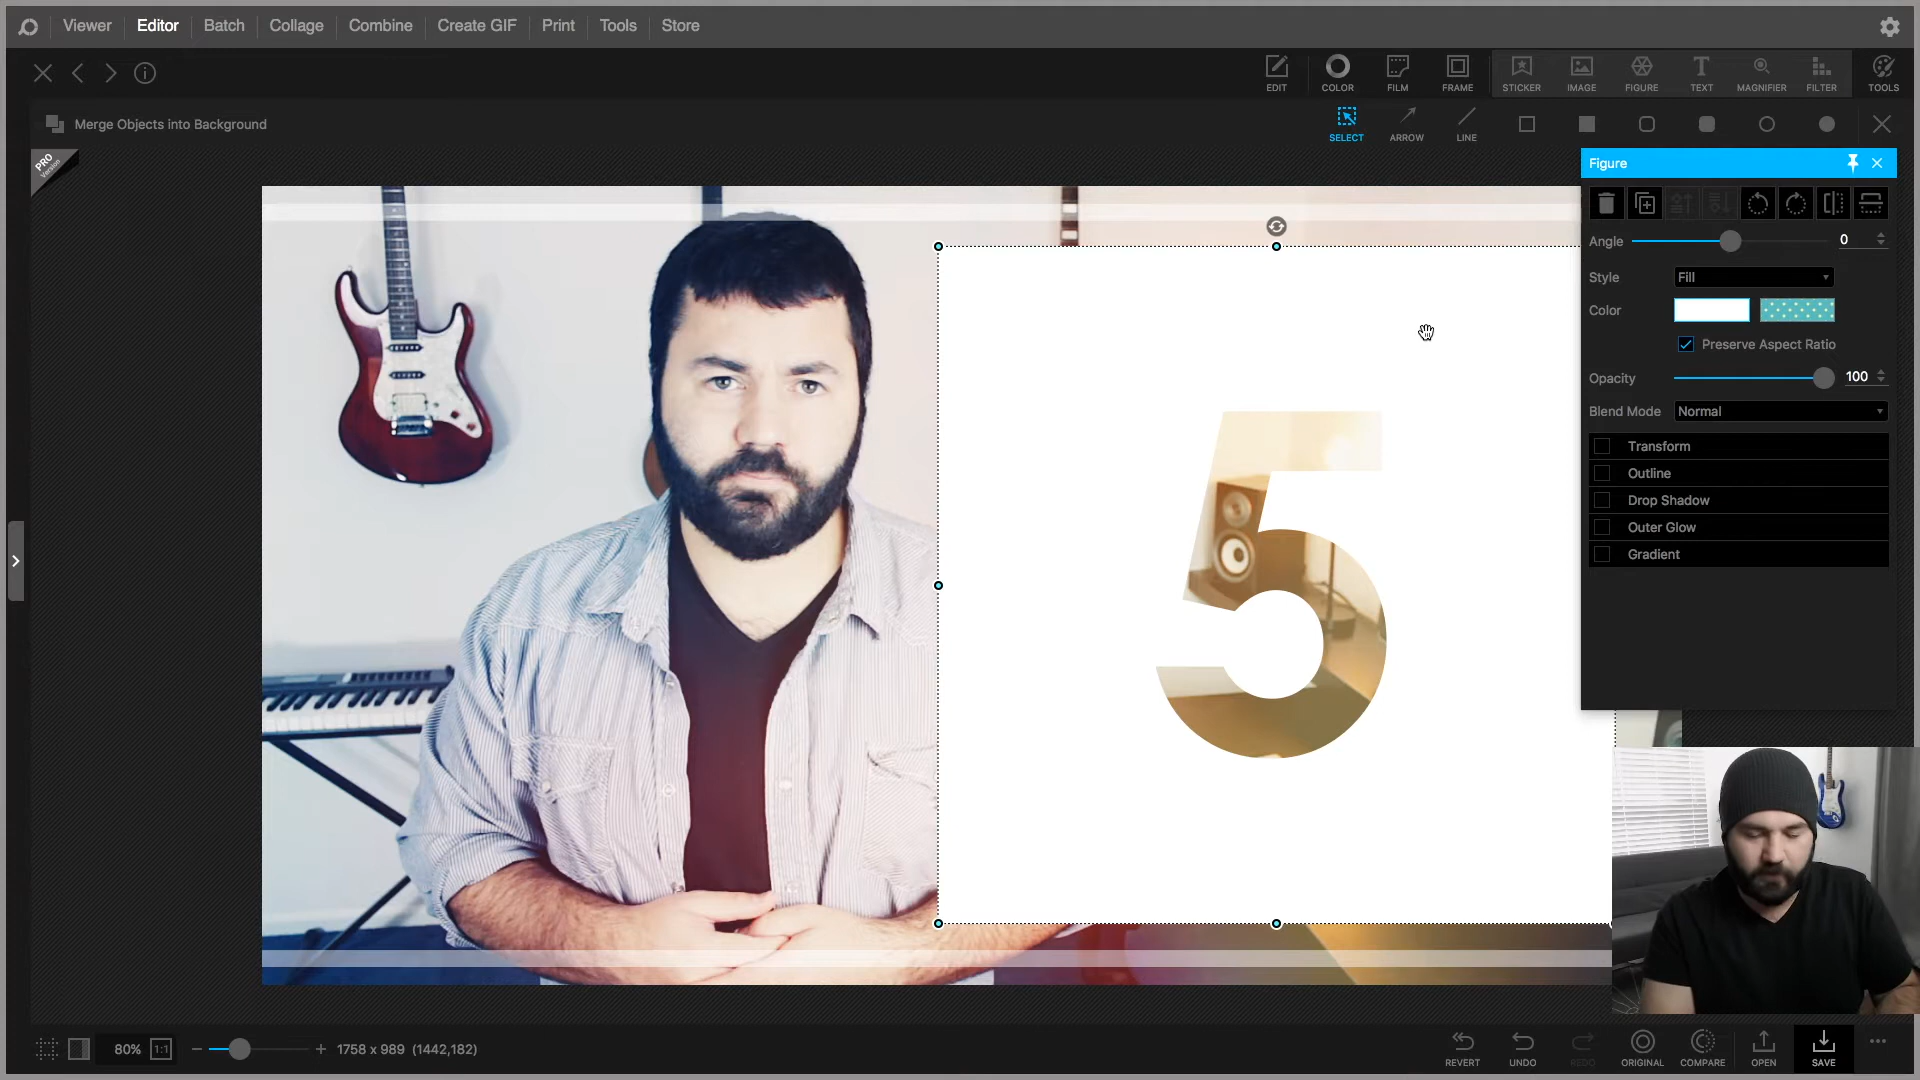 Viewer Editor Batch Collage Combine Create GIF Print Tools Store
EDIT COLOR FILM FRAME STICKER IMAGE FIGURE TEXT MAGNIFIER FILTER TOOLS
Merge Objects into Background
SELECT ARROW LINE
PRO
Version
Figure
Angle 0
Style Fill
Color
Preserve Aspect Ratio
Opacity 100
Blend Mode Normal
Transform
Outline
Drop Shadow
Outer Glow
Gradient
5
80% 1:1 1758 x 989 (1442,182)
REVERT UNDO REDO ORIGINAL COMPARE OPEN SAVE